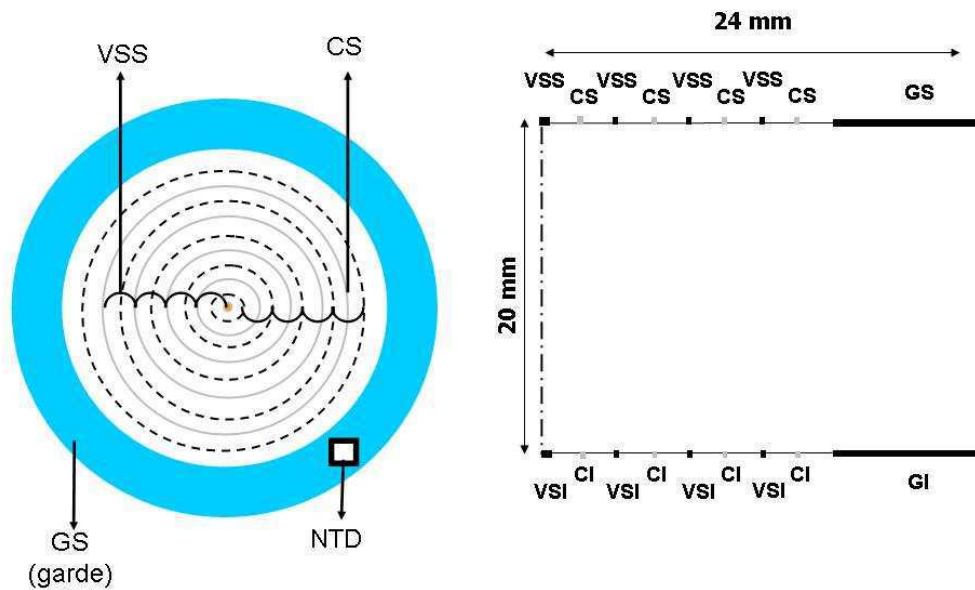 VSS
CS
GS
(garde)
NTD
24 mm
VSS VSS VSS VSS
CS CS CS CS
GS
20 mm
CI CI CI CI
VSI VSI VSI VSI
GI